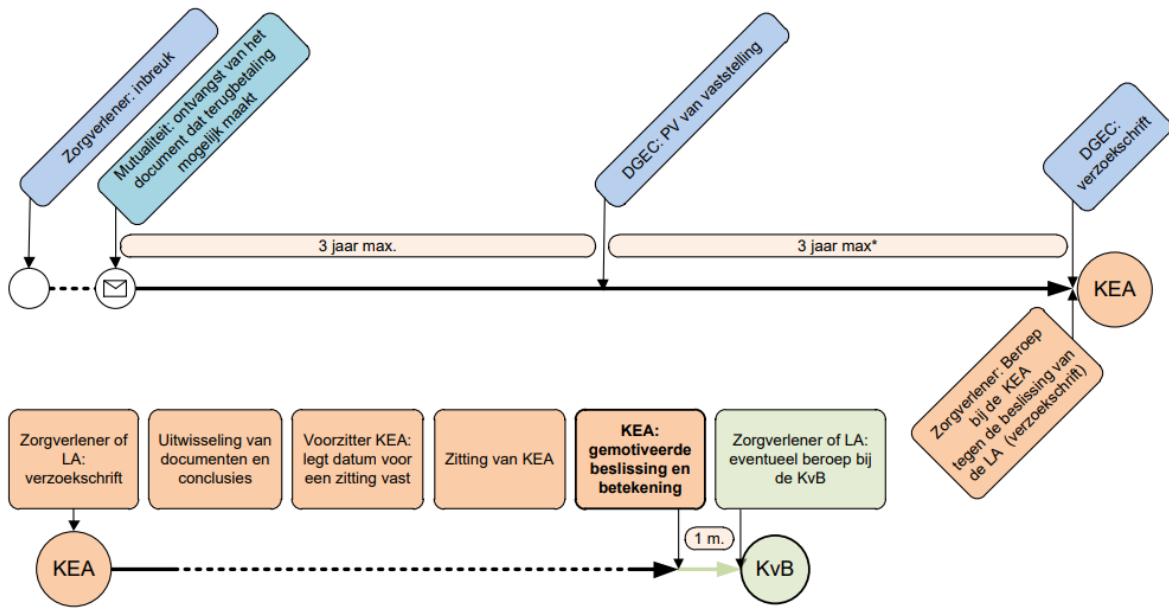 Zorgverlener: inbreuk
Mutualiteit: ontvangst van het
document dat terugbetaling
mogelijk maakt
DGEC: PV van vaststelling
DGEC:
verzoekschrift
3 jaar max.
3 jaar max*
KEA
Zorgverlener: Beroep
bij de KEA
tegen de beslissing van
de LA (verzoekschrift)
Zorgverlener of
LA:
verzoekschrift
Uitwisseling van
documenten en
conclusies
Voorzitter KEA:
legt datum voor
een zitting vast
Zitting van KEA
KEA:
gemotiveerde
beslissing en
betekening
Zorgverlener of LA:
eventueel beroep bij
de KvB
1 m.
KEA
KvB